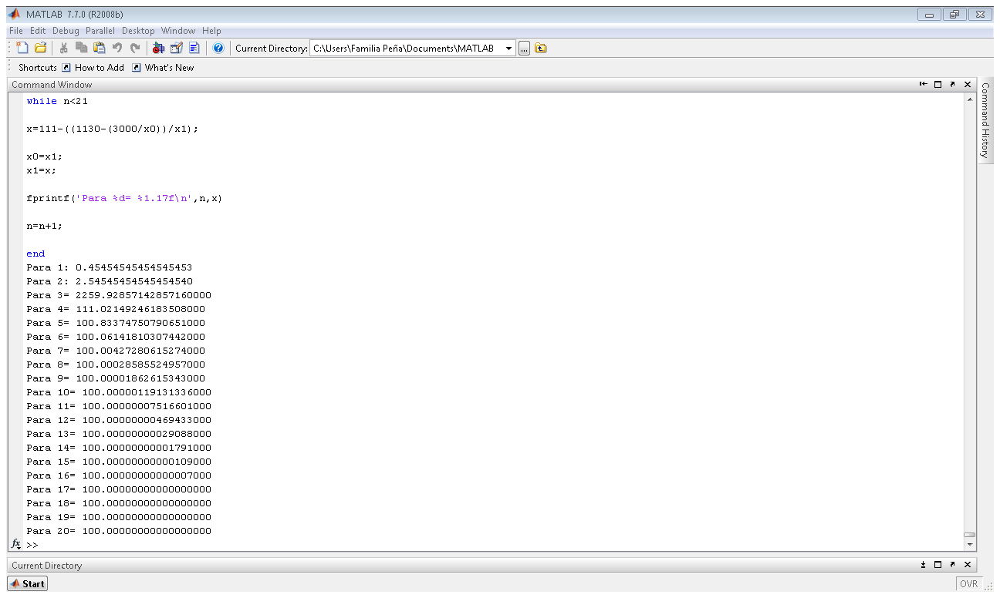 MATLAB 7.7.0 (R2008b)
File Edit Debug Parallel Desktop Window Help
Current Directory: C:\Users\Familia Peña\Documents\MATLAB ...
Shortcuts How to Add What's New
Command Window
Command History
while n<21
x=111-((1130-(3000/x0))/x1);
x0=x1;
x1=x;
fprintf('Para %d= %1.17f\n',n,x)
n=n+1;
end
Para 1: 0.45454545454545453
Para 2: 2.54545454545454540
Para 3= 2259.92857142857160000
Para 4= 111.02149246183508000
Para 5= 100.83374750790651000
Para 6= 100.06141810307442000
Para 7= 100.00427280615274000
Para 8= 100.00028585524957000
Para 9= 100.00001862615343000
Para 10= 100.00000119131336000
Para 11= 100.00000007516601000
Para 12= 100.00000000469433000
Para 13= 100.00000000029088000
Para 14= 100.00000000001791000
Para 15= 100.00000000000109000
Para 16= 100.00000000000007000
Para 17= 100.00000000000000000
Para 18= 100.00000000000000000
Para 19= 100.00000000000000000
Para 20= 100.00000000000000000
fx >>
Current Directory
Start
OVR